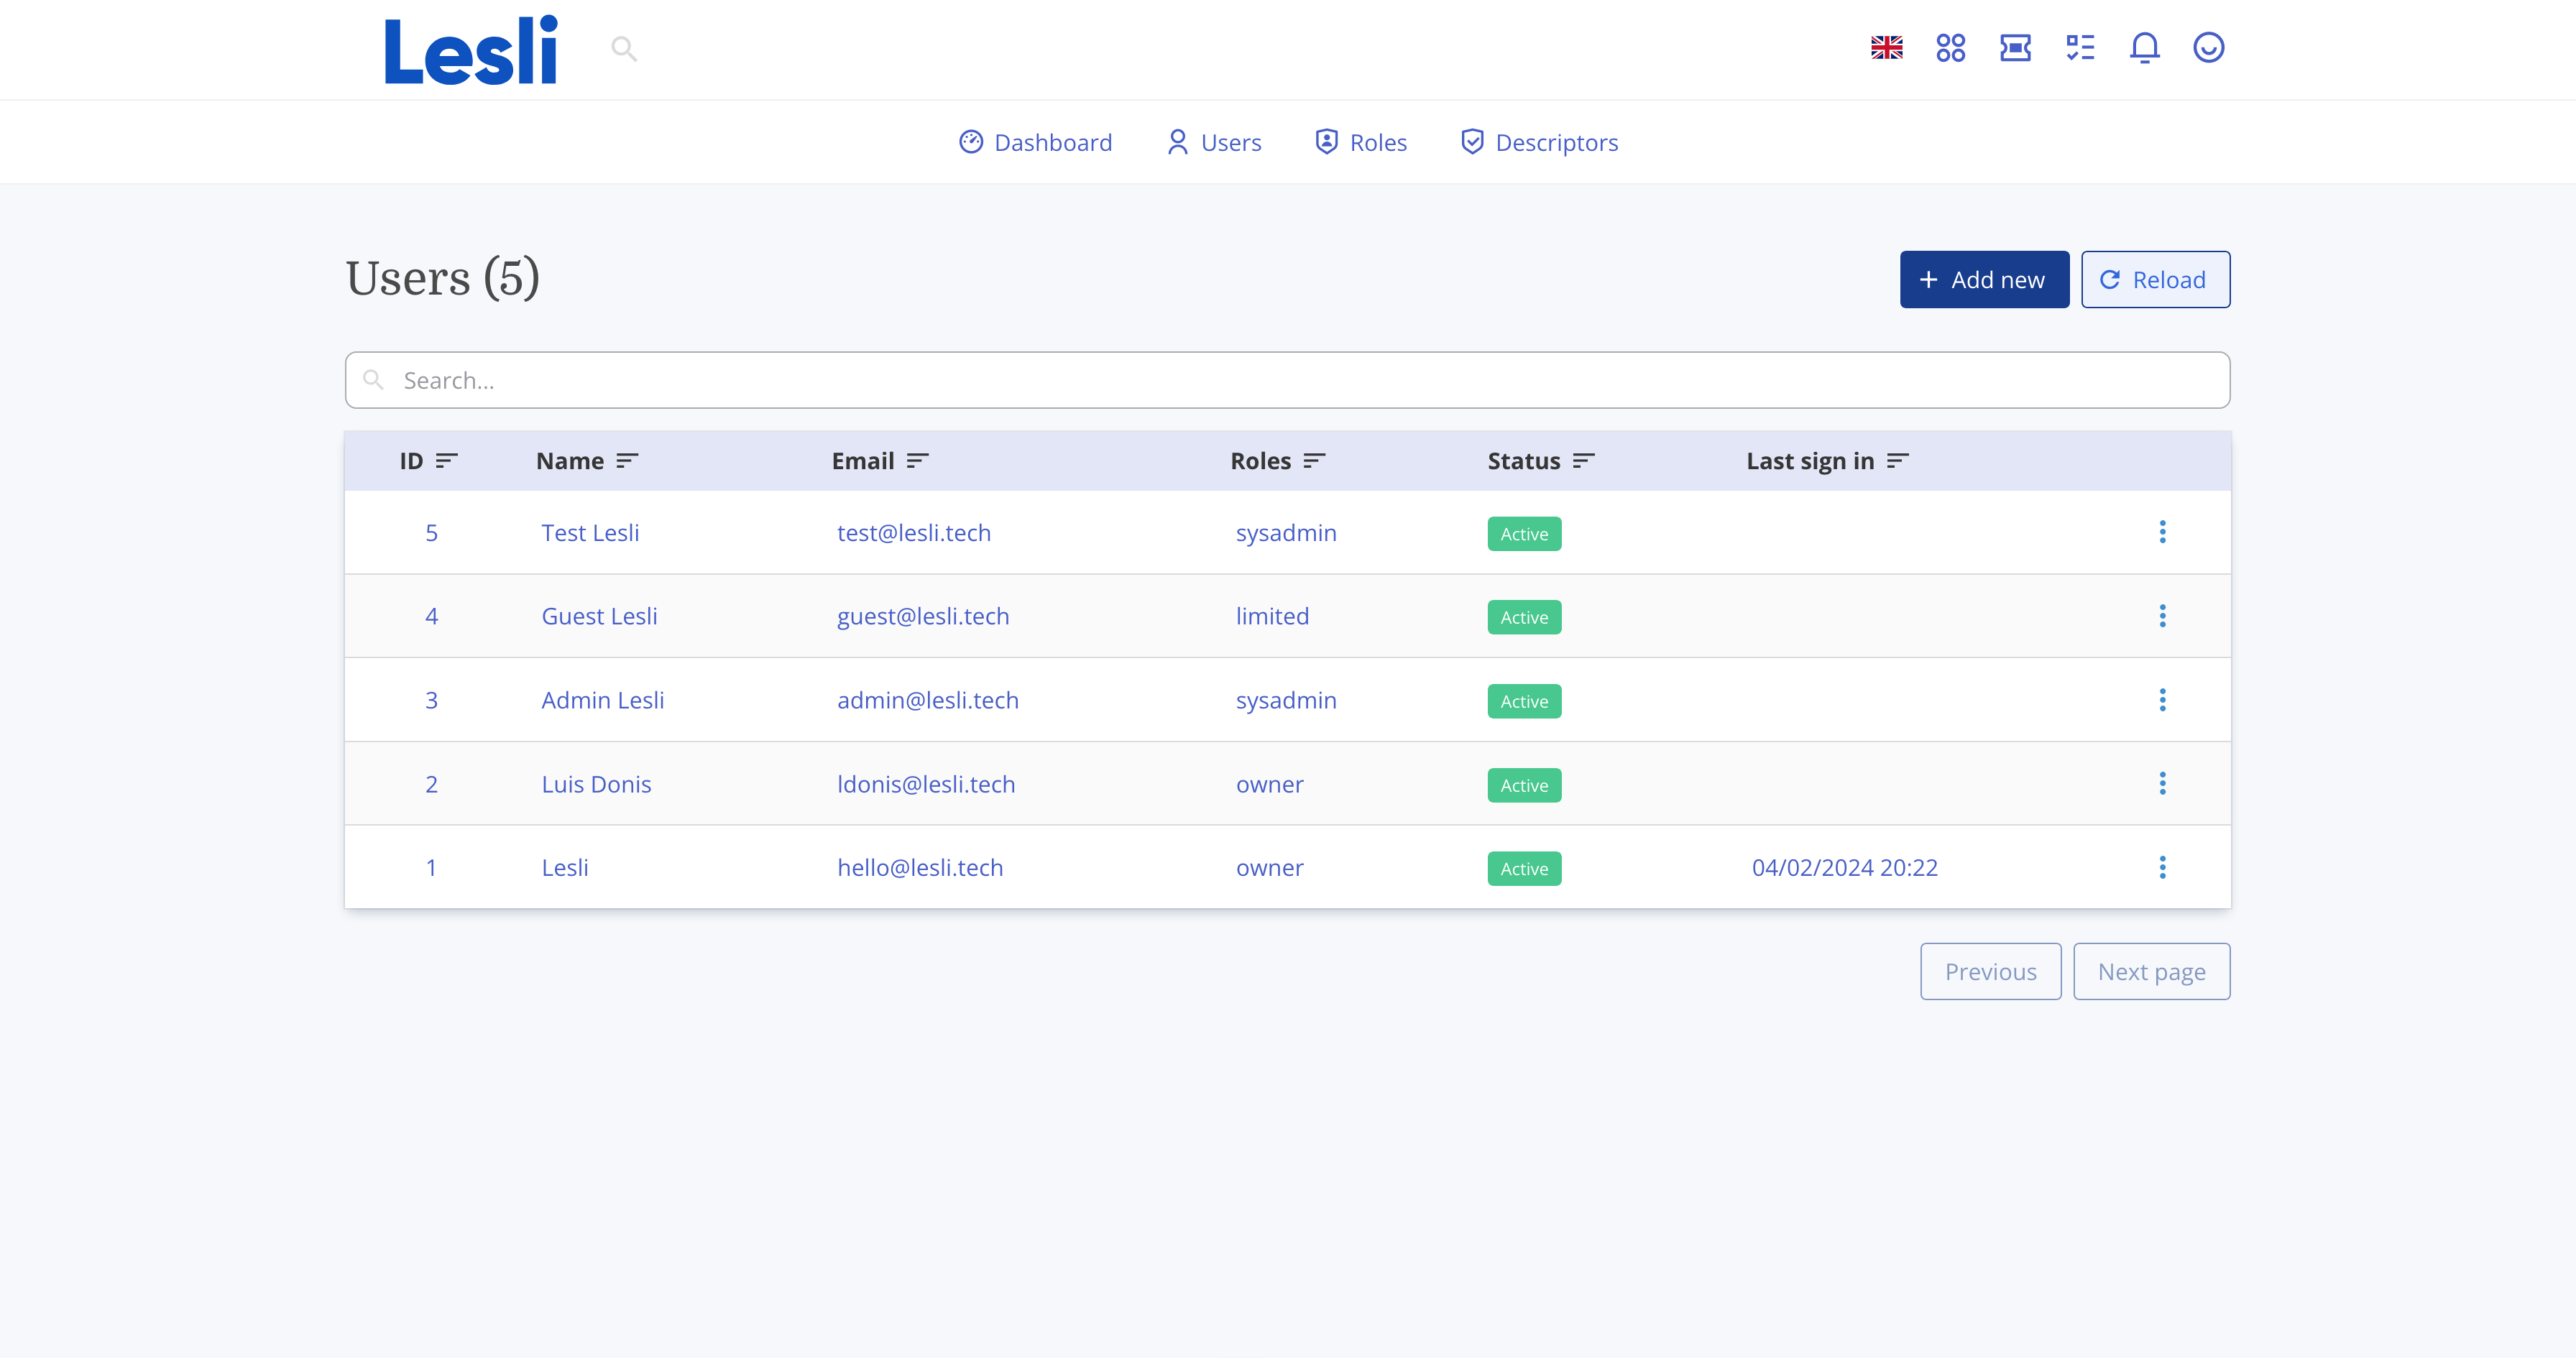 Lesli
Dashboard Users Roles Descriptors
Users (5)
Add new Reload
Search...
ID Name Email Roles Status Last sign in
5 Test Lesli test@lesli.tech sysadmin Active
4 Guest Lesli guest@lesli.tech limited Active
3 Admin Lesli admin@lesli.tech sysadmin Active
2 Luis Donis ldonis@lesli.tech owner Active
1 Lesli hello@lesli.tech owner Active 04/02/2024 20:22
Previous Next page